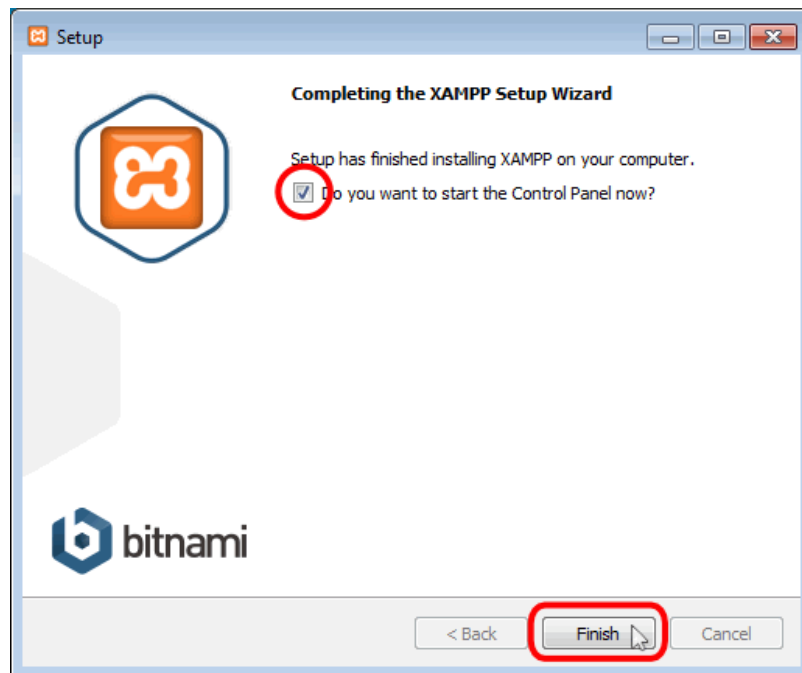 Setup
Completing the XAMPP Setup Wizard
Setup has finished installing XAMPP on your computer.
Do you want to start the Control Panel now?
bitnami
< Back
Finish
Cancel